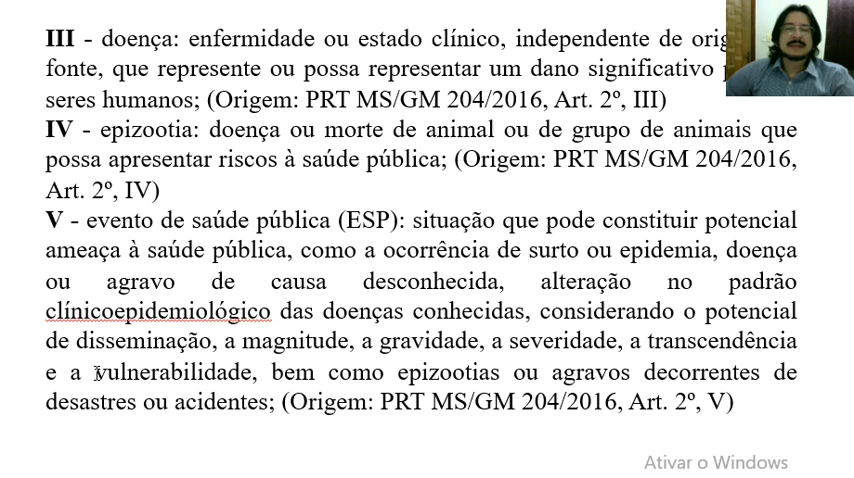 III - doença: enfermidade ou estado clínico, independente de
fonte, que represente ou possa representar um dano significativo
seres humanos; (Origem: PRT MS/GM 204/2016, Art. 2º, III)
IV - epizootia: doença ou morte de animal ou de grupo de animais que
possa apresentar riscos à saúde pública; (Origem: PRT MS/GM 204/2016,
Art. 2º, IV)
V - evento de saúde pública (ESP): situação que pode constituir potencial
ameaça à saúde pública, como a ocorrência de surto ou epidemia, doença
ou agravo de causa desconhecida, alteração no padrão
clínicoepidemiológico das doenças conhecidas, considerando o potencial
de disseminação, a magnitude, a gravidade, a severidade, a transcendência
e a vulnerabilidade, bem como epizootias ou agravos decorrentes de
desastres ou acidentes; (Origem: PRT MS/GM 204/2016, Art. 2º, V)
Ativar o Windows